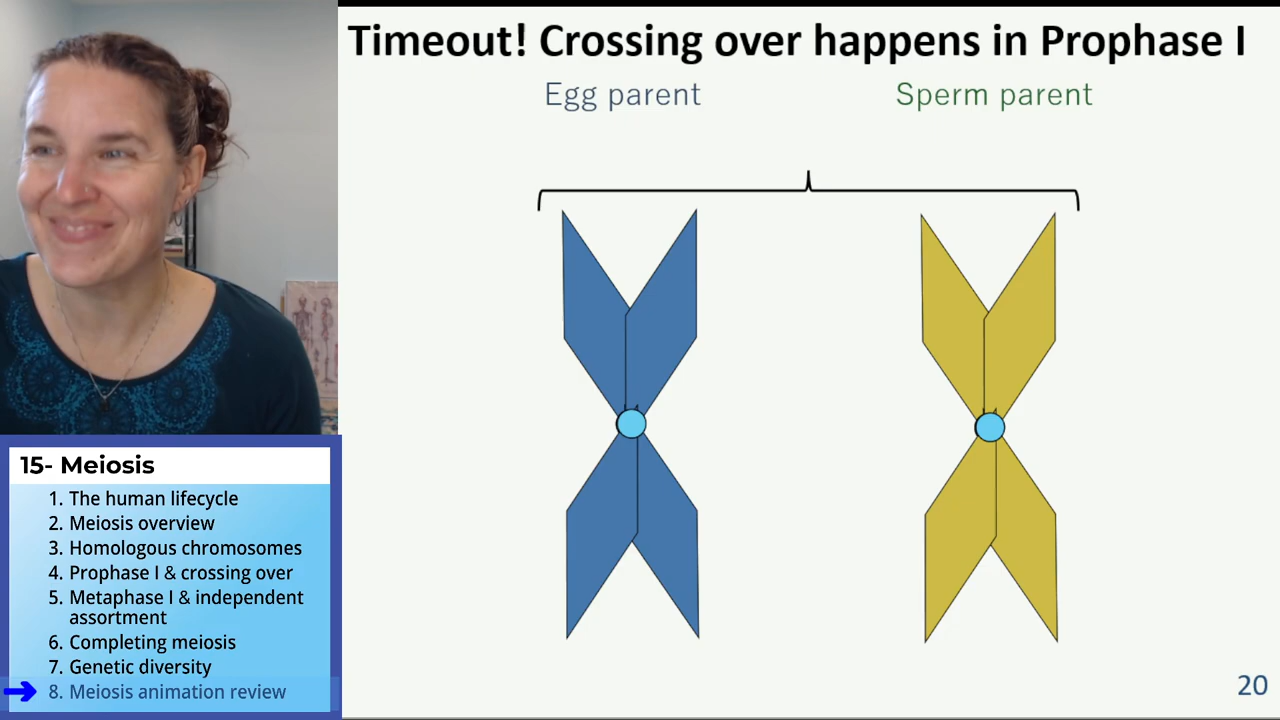 Timeout! Crossing over happens in Prophase I
Egg parent
Sperm parent
15- Meiosis
1. The human lifecycle
2. Meiosis overview
3. Homologous chromosomes
4. Prophase I & crossing over
5. Metaphase I & independent
assortment
6. Completing meiosis
7. Genetic diversity
8. Meiosis animation review
20